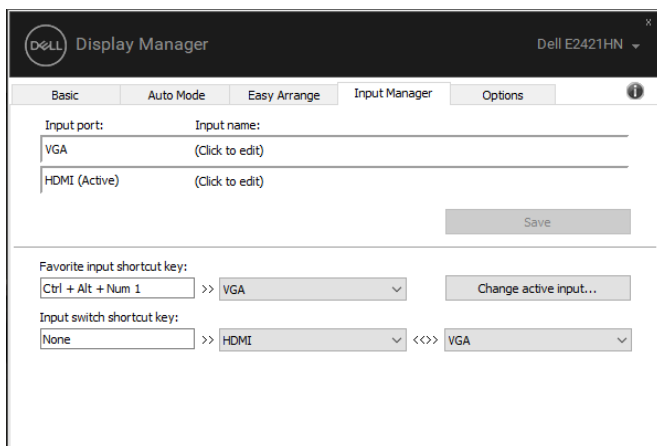 x
DELL Display Manager Dell E2421HN
Basic Auto Mode Easy Arrange Input Manager Options i
Input port: Input name:
VGA (Click to edit)
HDMI (Active) (Click to edit)
Save
Favorite input shortcut key:
Ctrl + Alt + Num 1 >> VGA Change active input...
Input switch shortcut key:
None >> HDMI <<>> VGA